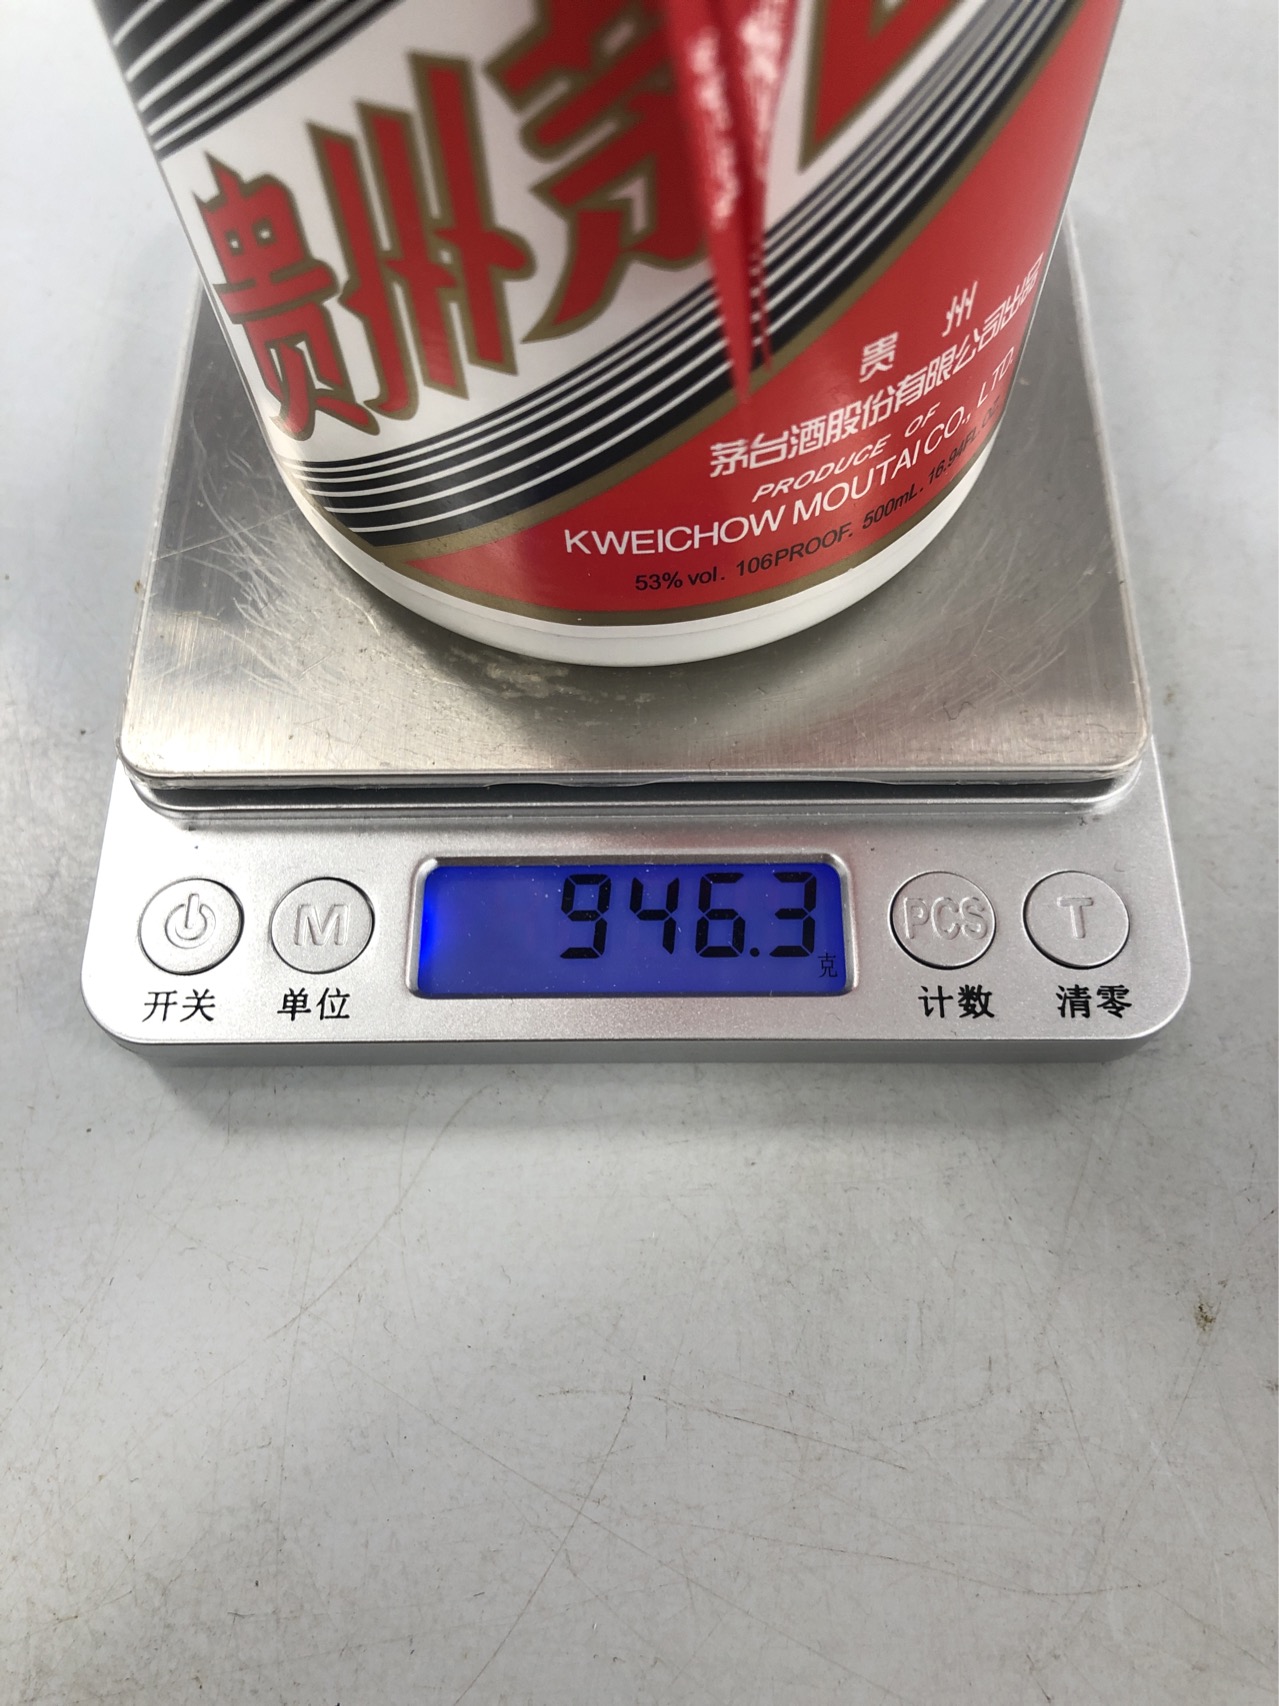 贵州茅
贵州
茅台酒股份有限公司出品
PRODUCE OF
KWEICHOW MOUTAI CO., LTD.
53% vol. 106PROOF. 500mL. 16.94FL
946.3
克
M PCS T
开关 单位 计数 清零